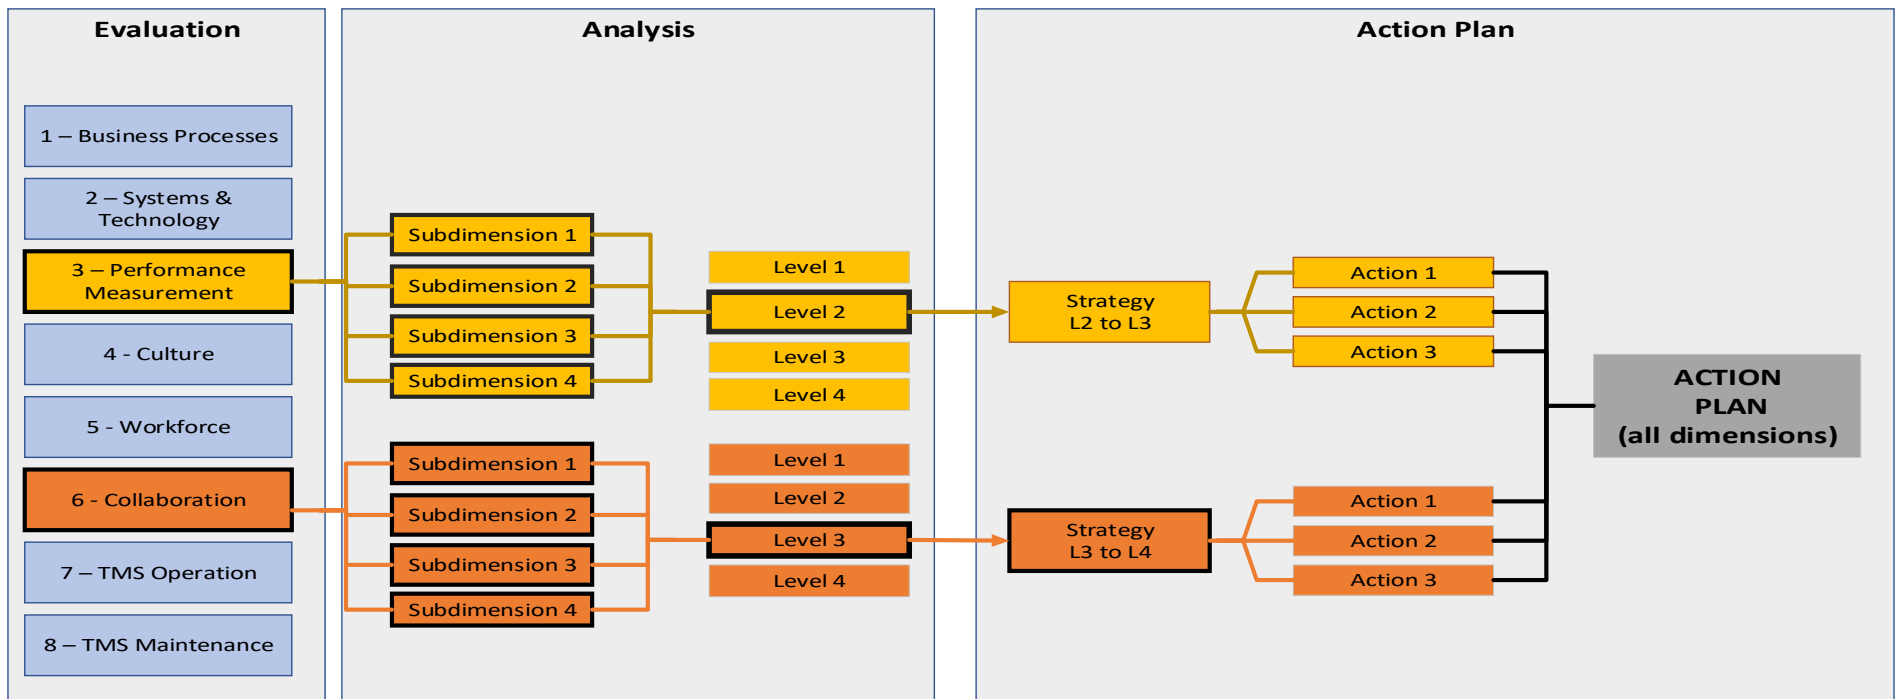 Evaluation
1 – Business Processes
2 – Systems &
Technology
3 – Performance
Measurement
4 - Culture
5 - Workforce
6 - Collaboration
7 – TMS Operation
8 – TMS Maintenance
Analysis
Subdimension 1
Subdimension 2
Subdimension 3
Subdimension 4
Level 1
Level 2
Level 3
Level 4
Subdimension 1
Subdimension 2
Subdimension 3
Subdimension 4
Level 1
Level 2
Level 3
Level 4
Action Plan
Strategy
L2 to L3
Action 1
Action 2
Action 3
Strategy
L3 to L4
Action 1
Action 2
Action 3
ACTION
PLAN
(all dimensions)